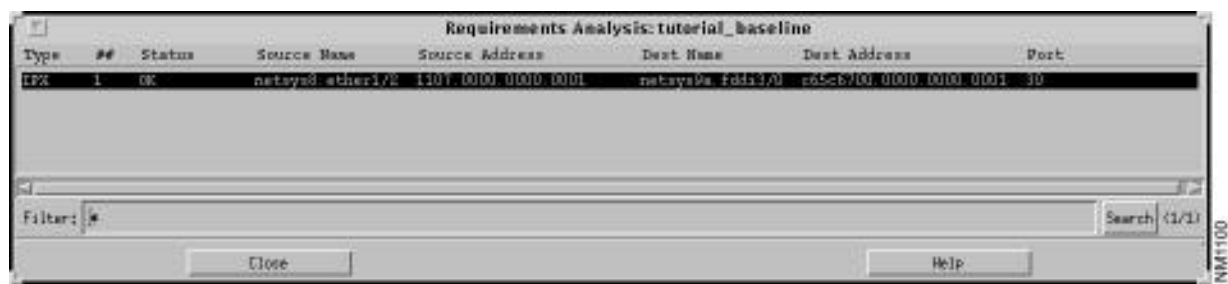 Requirements Analysis: tutorial_baseline
Type ## Status Source Name Source Address Dest Name Dest Address Port
IPX 1 OK netsys8.ether1/2 1107.0000.0000.0001 netsys9a.fddi3/0 c65c6700.0000.0000.0001 30
Filter: * Search (1/1)
Close Help
NM1100